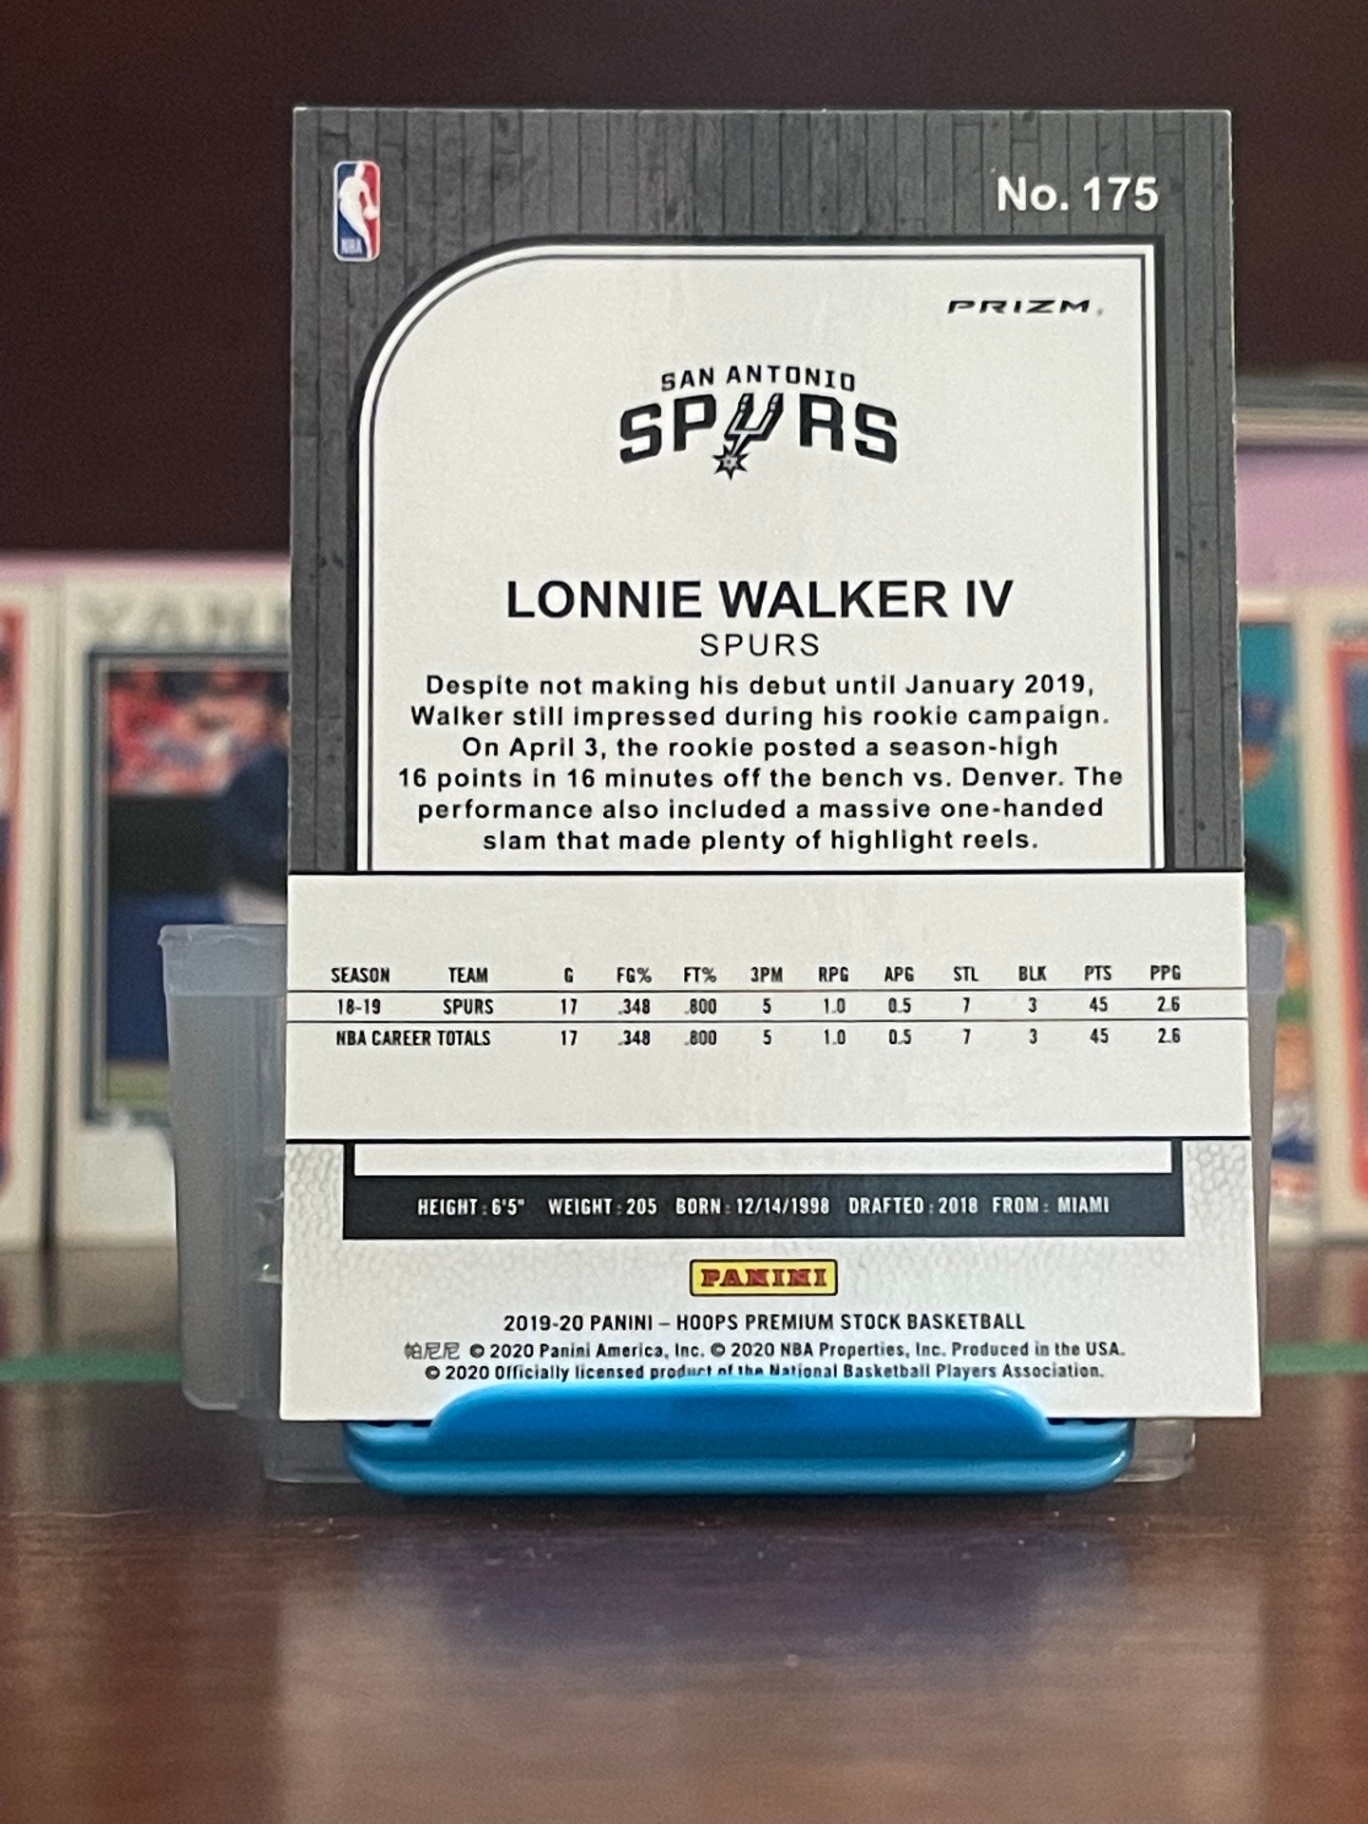 NBA
No. 175
PRIZM
SAN ANTONIO
SPURS
LONNIE WALKER IV
SPURS
Despite not making his debut until January 2019,
Walker still impressed during his rookie campaign.
On April 3, the rookie posted a season-high
16 points in 16 minutes off the bench vs. Denver. The
performance also included a massive one-handed
slam that made plenty of highlight reels.
SEASON TEAM G FG% FT% 3PM RPG APG STL BLK PTS PPG
18-19 SPURS 17 .348 .800 5 1.0 0.5 7 3 45 2.6
NBA CAREER TOTALS 17 .348 .800 5 1.0 0.5 7 3 45 2.6
HEIGHT: 6'5" WEIGHT: 205 BORN: 12/14/1998 DRAFTED: 2018 FROM: MIAMI
PANINI
2019-20 PANINI – HOOPS PREMIUM STOCK BASKETBALL
帕尼尼 © 2020 Panini America, Inc. © 2020 NBA Properties, Inc. Produced in the USA.
© 2020 Officially licensed product of the National Basketball Players Association.